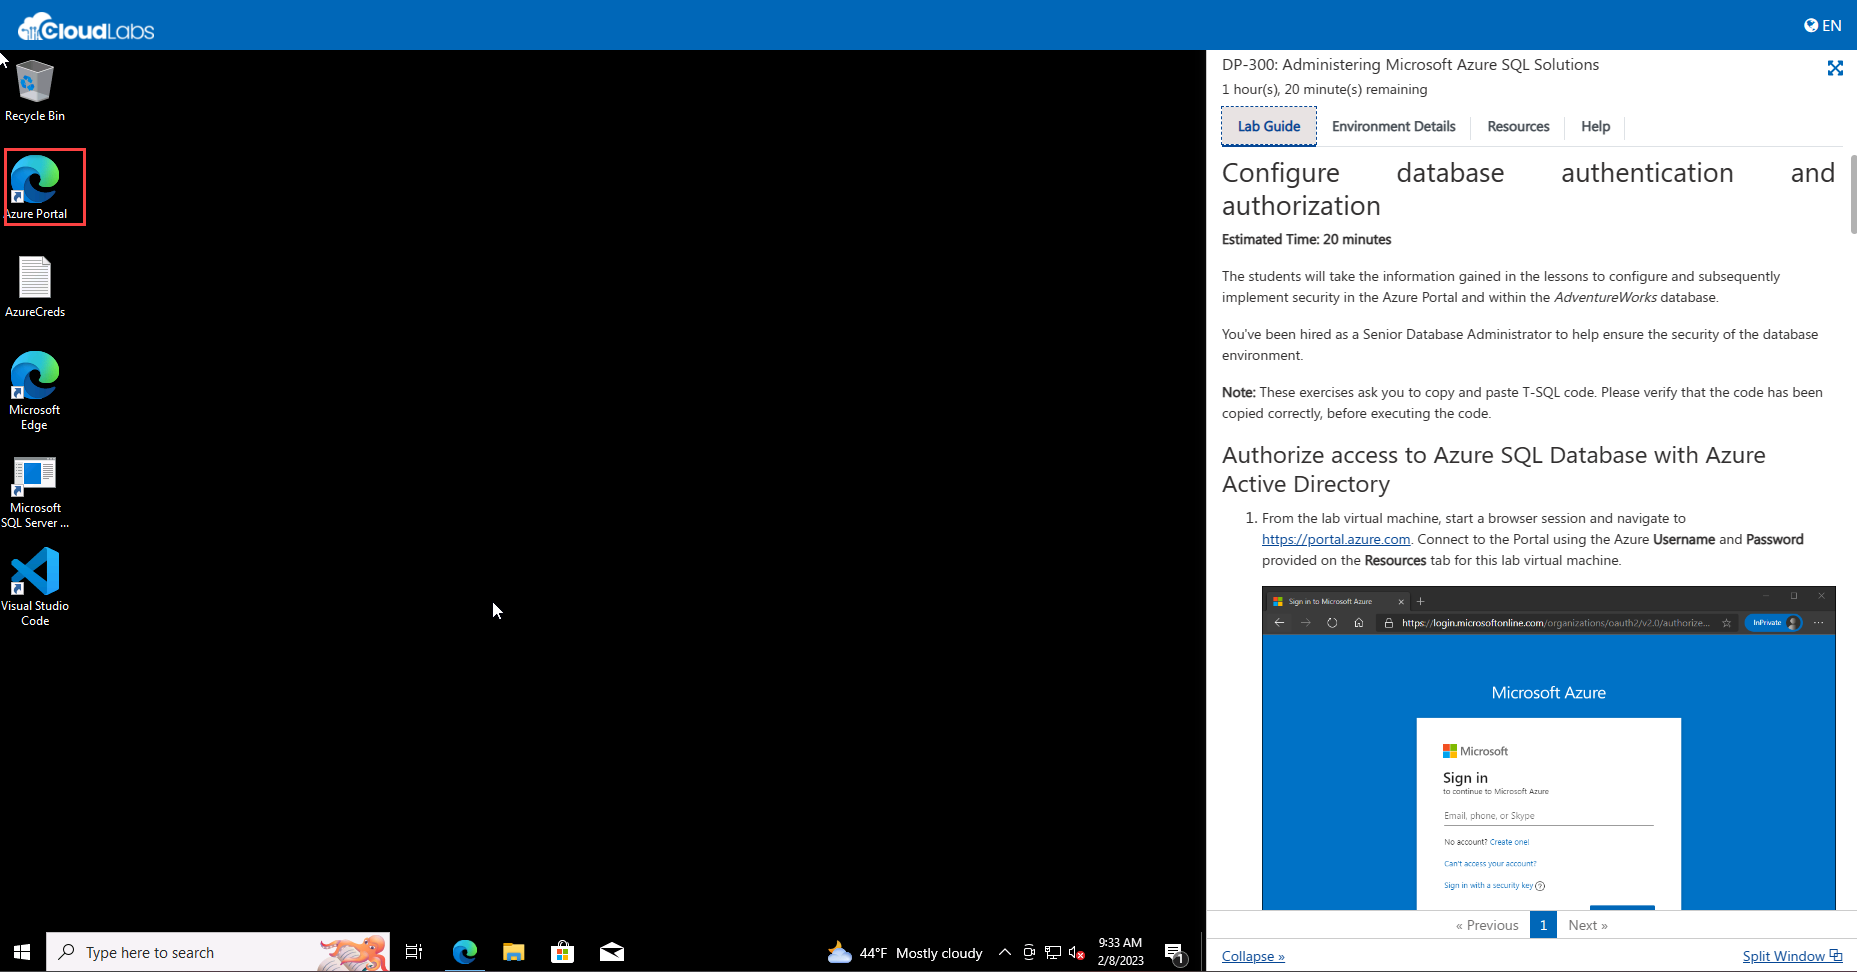 CloudLabs
EN
Recycle Bin
Azure Portal
AzureCreds
Microsoft
Edge
Microsoft
SQL Server ...
Visual Studio
Code
DP-300: Administering Microsoft Azure SQL Solutions
1 hour(s), 20 minute(s) remaining
Lab Guide
Environment Details
Resources
Help
Configure database authentication and
authorization
Estimated Time: 20 minutes
The students will take the information gained in the lessons to configure and subsequently
implement security in the Azure Portal and within the AdventureWorks database.
You've been hired as a Senior Database Administrator to help ensure the security of the database
environment.
Note: These exercises ask you to copy and paste T-SQL code. Please verify that the code has been
copied correctly, before executing the code.
Authorize access to Azure SQL Database with Azure
Active Directory
1. From the lab virtual machine, start a browser session and navigate to
https://portal.azure.com. Connect to the Portal using the Azure Username and Password
provided on the Resources tab for this lab virtual machine.
Sign in to Microsoft Azure
https://login.microsoftonline.com/organizations/oauth2/v2.0/authorize...
InPrivate
Microsoft Azure
Microsoft
Sign in
to continue to Microsoft Azure
Email, phone, or Skype
No account? Create one!
Can't access your account?
Sign in with a security key
« Previous
1
Next »
Collapse »
Split Window
Type here to search
44°F Mostly cloudy
9:33 AM
2/8/2023
1